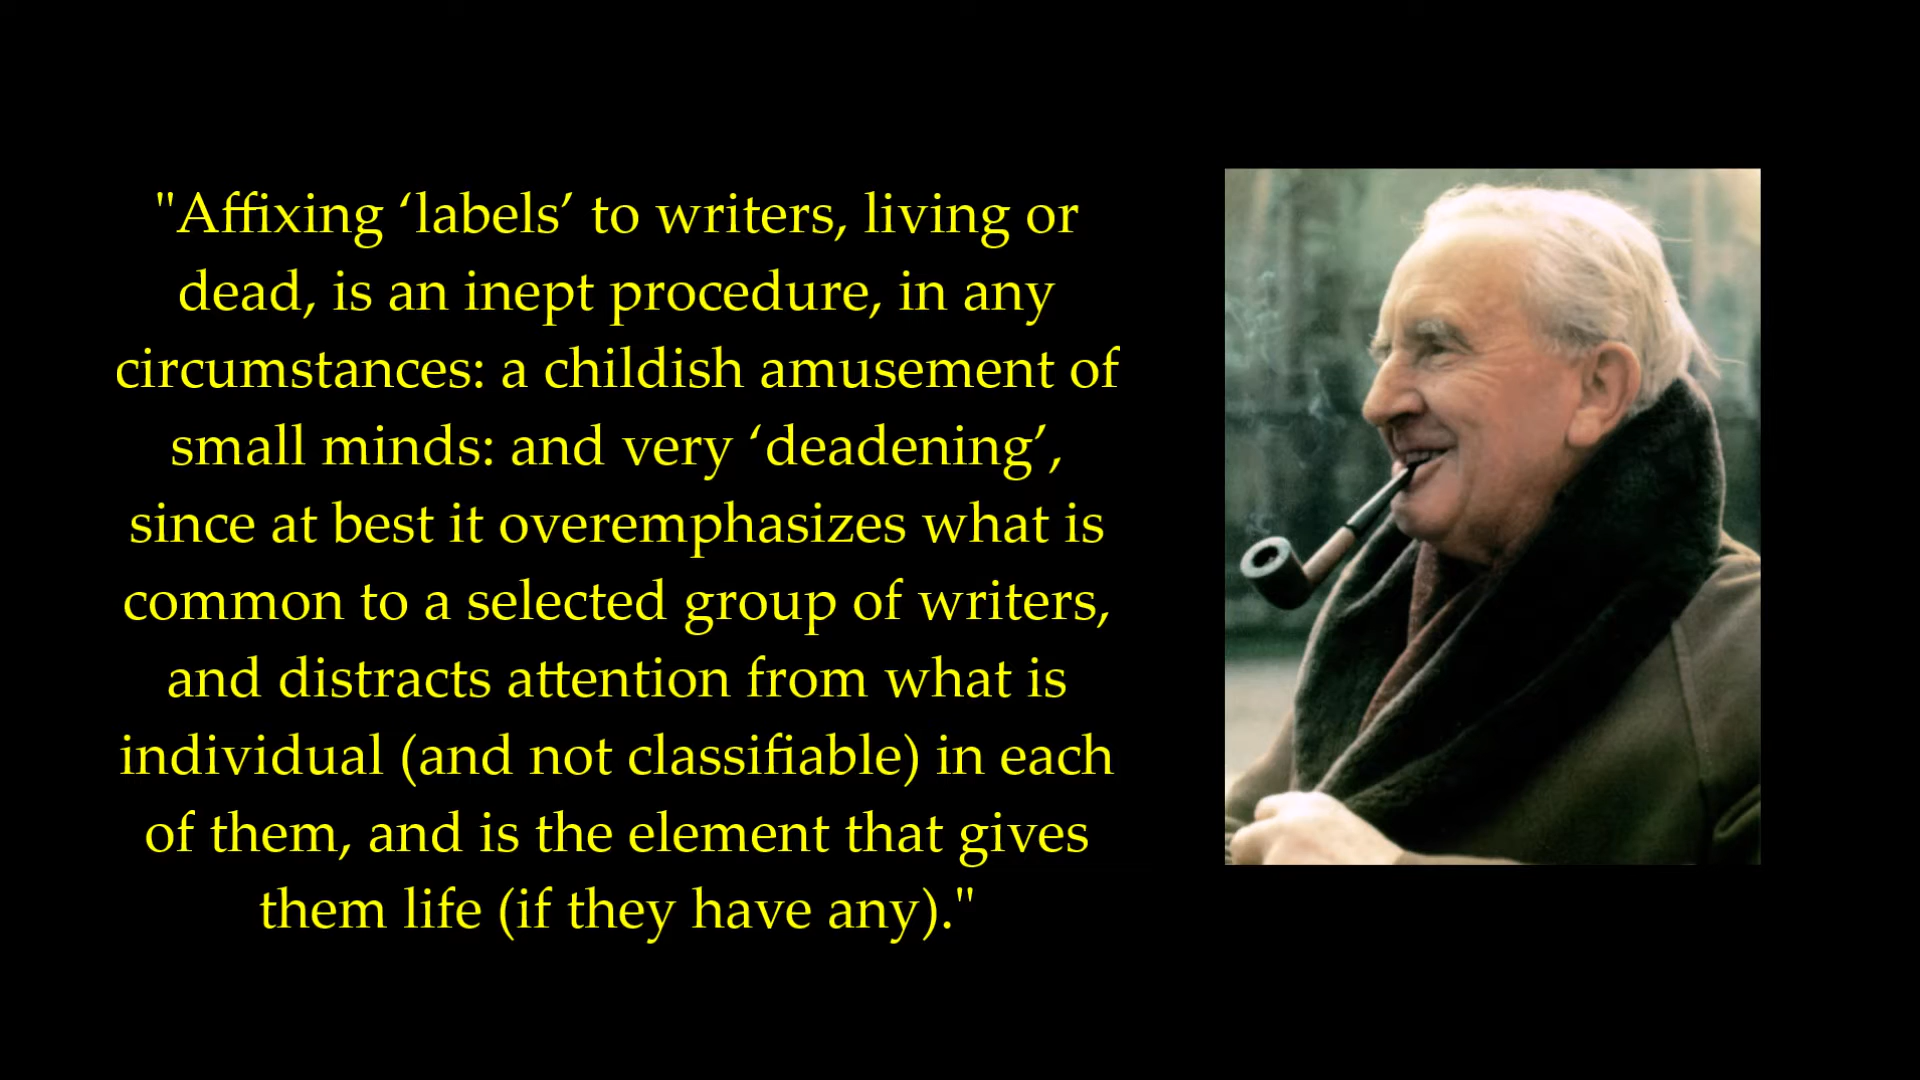 "Affixing ‘labels’ to writers, living or
dead, is an inept procedure, in any
circumstances: a childish amusement of
small minds: and very ‘deadening’,
since at best it overemphasizes what is
common to a selected group of writers,
and distracts attention from what is
individual (and not classifiable) in each
of them, and is the element that gives
them life (if they have any)."